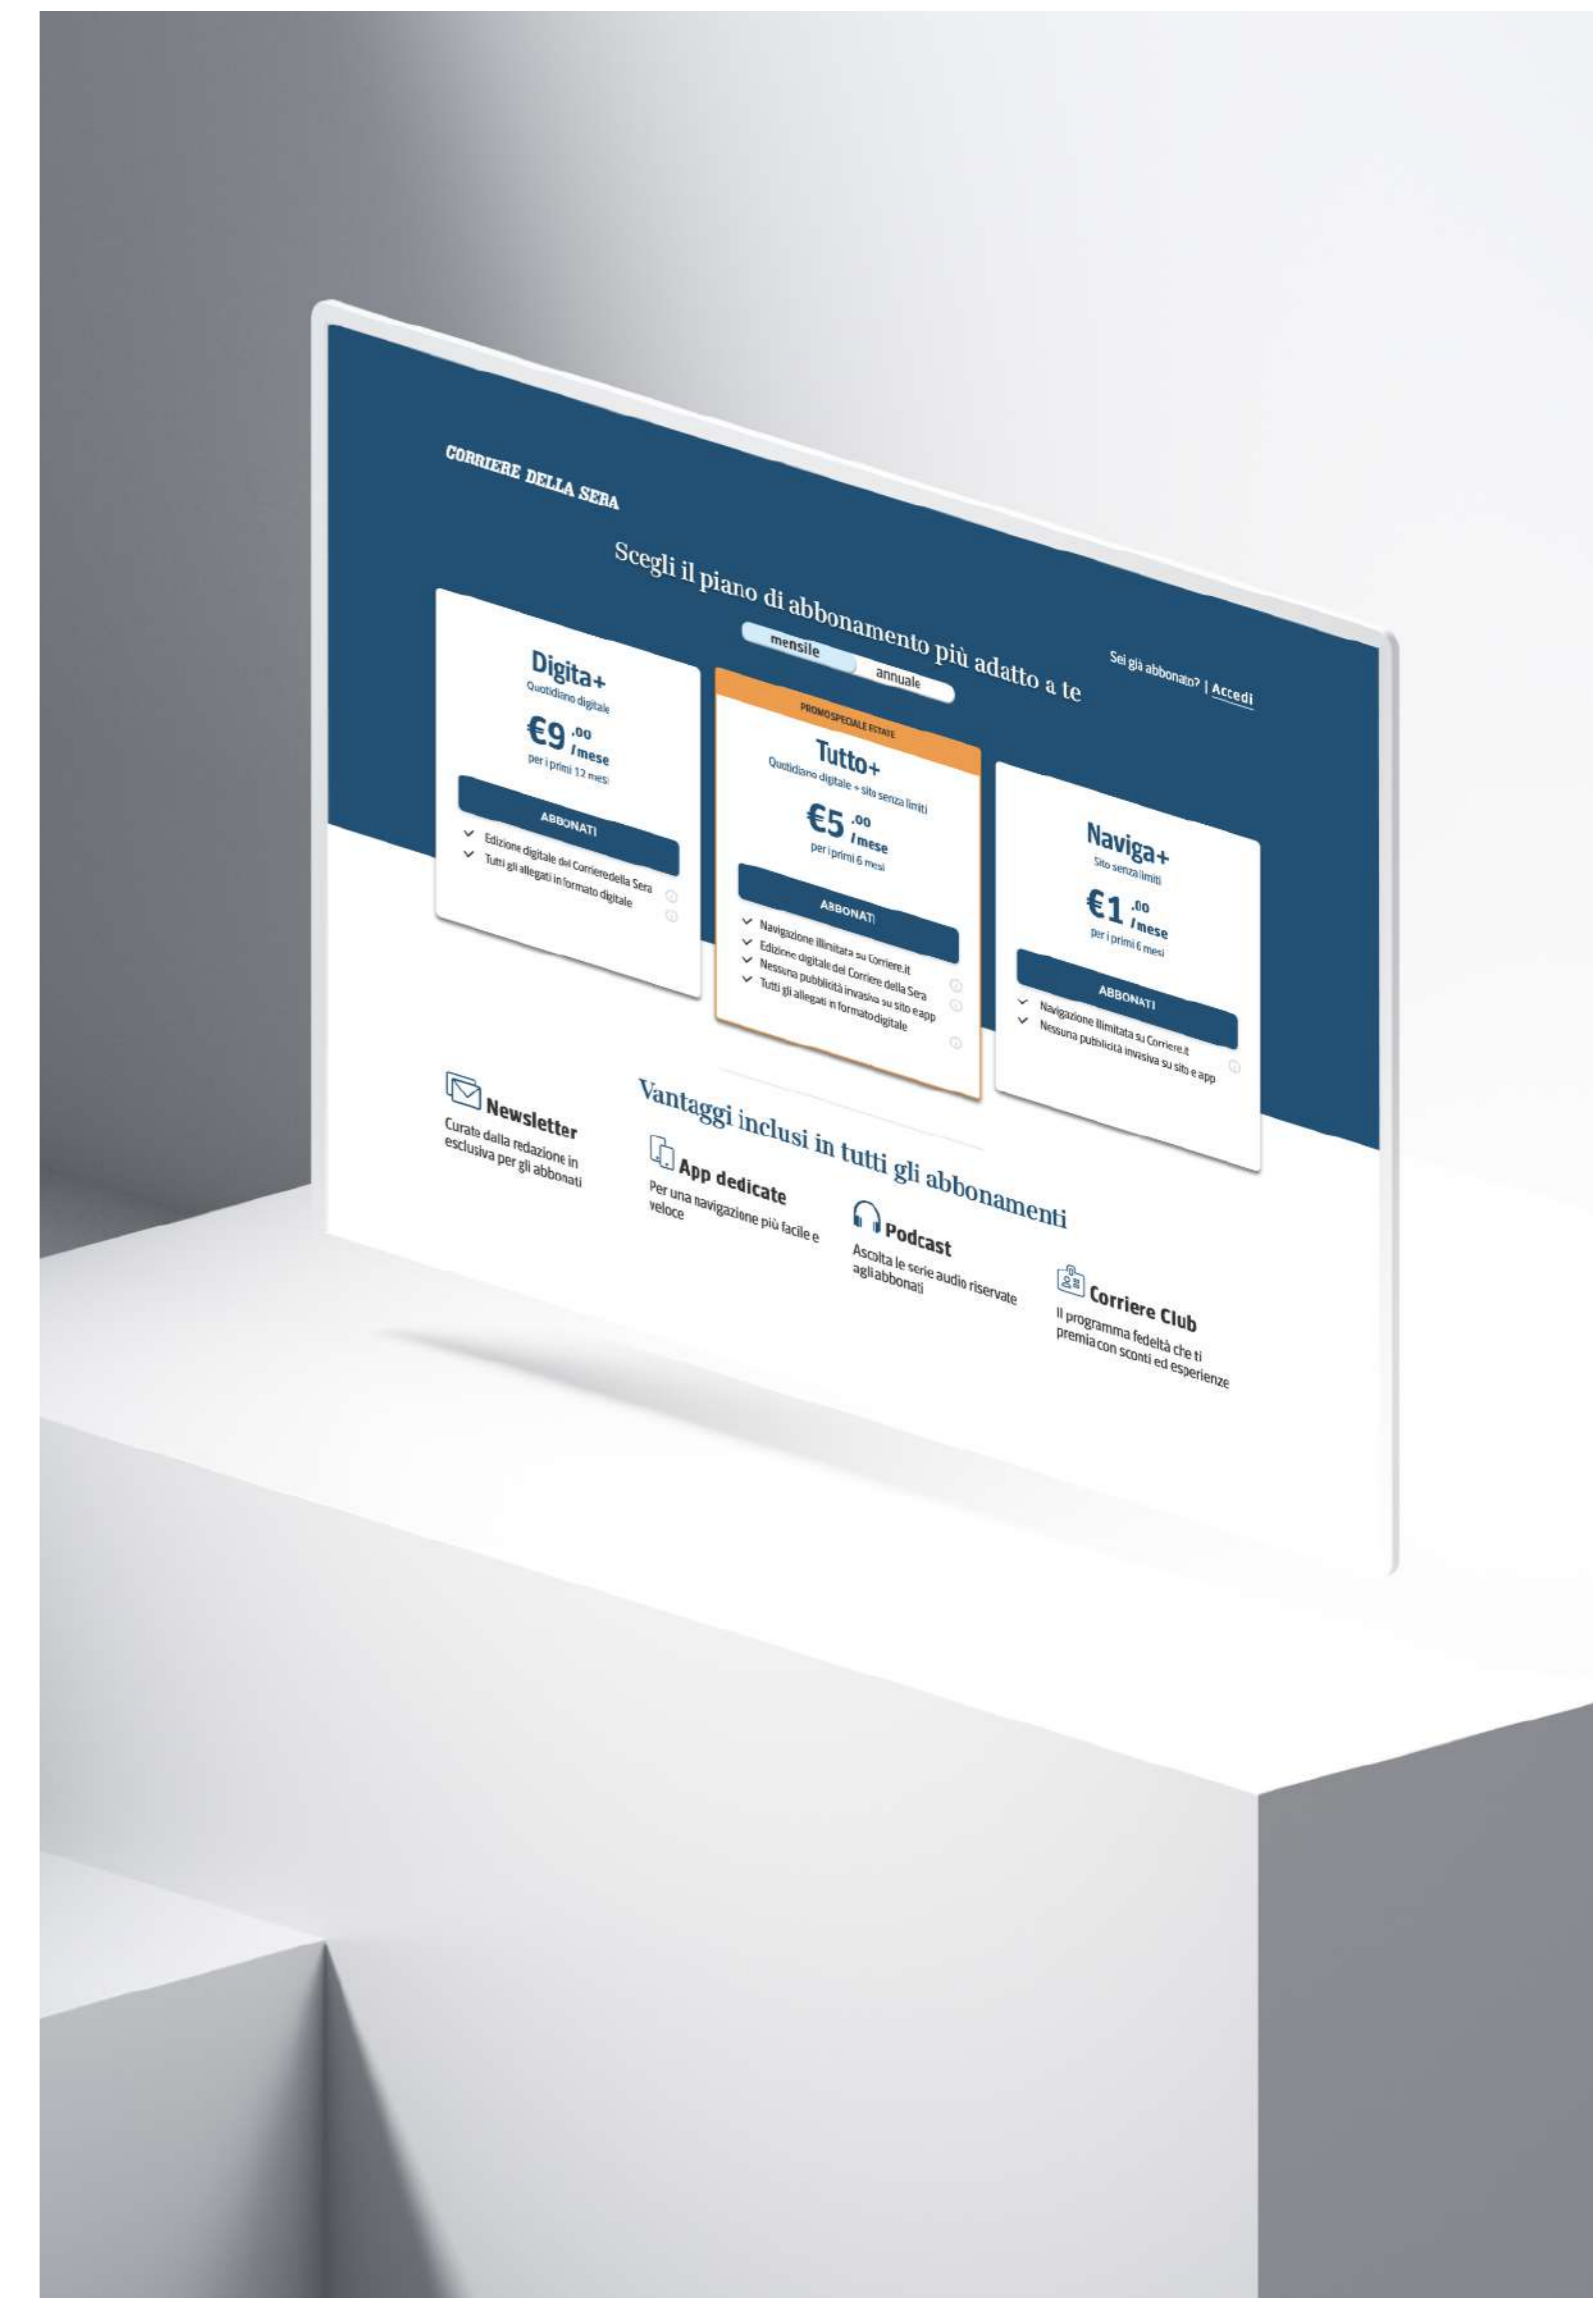 CORRIERE DELLA SERA
Scegli il piano di abbonamento più adatto a te
Sei già abbonato? | Accedi
mensile
annuale
Digita+
Quotidiano digitale
€9 .00
/mese
per i primi 12 mesi
ABBONATI
Edizione digitale del Corriere della Sera
Tutti gli allegati in formato digitale
PROMO SPECIALE ESTATE
Tutto+
Quotidiano digitale + sito senza limiti
€5 .00
/mese
per i primi 6 mesi
ABBONATI
Navigazione illimitata su Corriere.it
Edizione digitale del Corriere della Sera
Nessuna pubblicità invasiva su sito e app
Tutti gli allegati in formato digitale
Naviga+
Sito senza limiti
€1 .00
/mese
per i primi 6 mesi
ABBONATI
Navigazione illimitata su Corriere.it
Nessuna pubblicità invasiva su sito e app
Vantaggi inclusi in tutti gli abbonamenti
Newsletter
Curate dalla redazione in
esclusiva per gli abbonati
App dedicate
Per una navigazione più facile e
veloce
Podcast
Ascolta le serie audio riservate
agli abbonati
Corriere Club
Il programma fedeltà che ti
premia con sconti ed esperienze